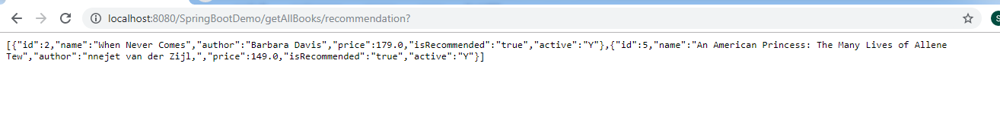 localhost:8080/SpringBootDemo/getAllBooks/recommendation?
S
[{"id":2,"name":"When Never Comes","author":"Barbara Davis","price":179.0,"isRecommended":"true","active":"Y"},{"id":5,"name":"An American Princess: The Many Lives of Allene
Tew","author":"nnejet van der Zijl,","price":149.0,"isRecommended":"true","active":"Y"}]